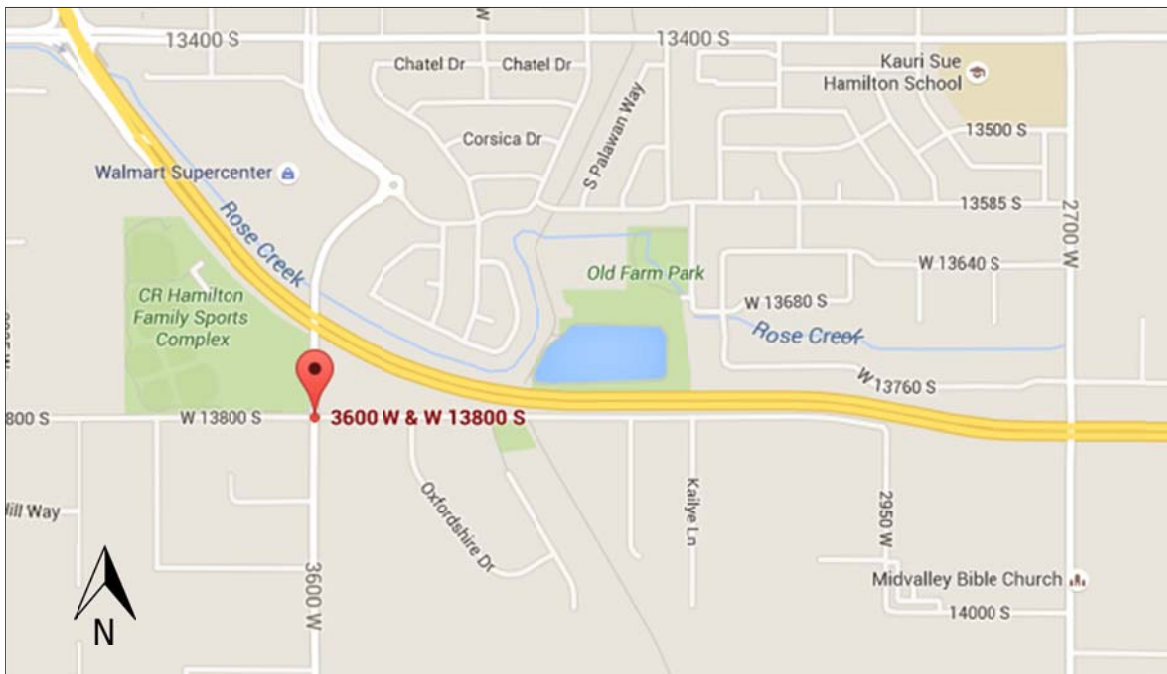 W
13400 S
13400 S
Chatel Dr
Chatel Dr
Kauri Sue
Hamilton School
S Palawan Way
Corsica Dr
13500 S
Walmart Supercenter
13585 S
2700 W
Rose Creek
W 13640 S
Old Farm Park
CR Hamilton
Family Sports
Complex
W 13680 S
Rose Creek
W 13760 S
800 S
W 13800 S
3600 W & W 13800 S
Oxfordshire Dr
Kailye Ln
2950 W
Hill Way
3600 W
Midvalley Bible Church
14000 S
N